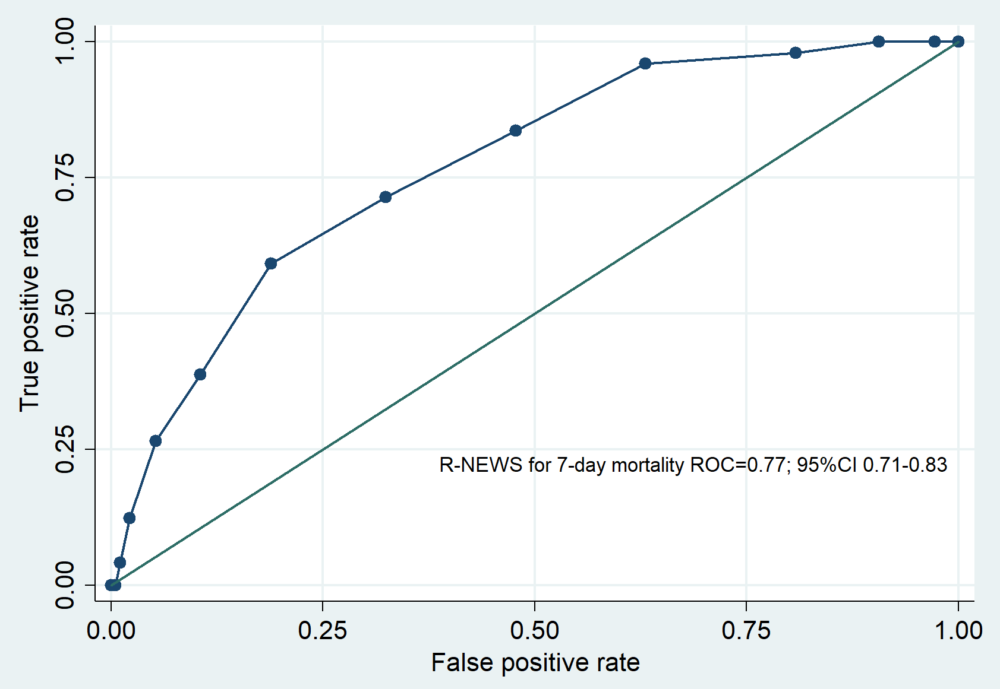 1.00
0.75
0.50
0.25
0.00
True positive rate
R-NEWS for 7-day mortality ROC=0.77; 95%CI 0.71-0.83
0.00 0.25 0.50 0.75 1.00
False positive rate